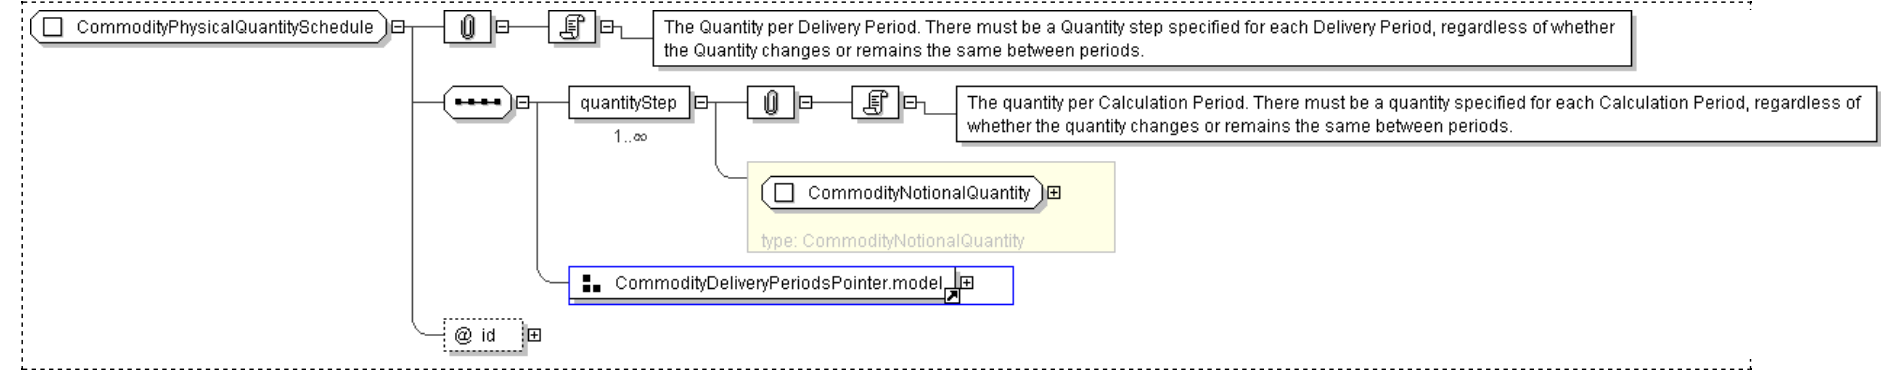 CommodityPhysicalQuantitySchedule
The Quantity per Delivery Period. There must be a Quantity step specified for each Delivery Period, regardless of whether
the Quantity changes or remains the same between periods.
quantityStep
1..∞
The quantity per Calculation Period. There must be a quantity specified for each Calculation Period, regardless of
whether the quantity changes or remains the same between periods.
CommodityNotionalQuantity
type: CommodityNotionalQuantity
CommodityDeliveryPeriodsPointer.model
@ id